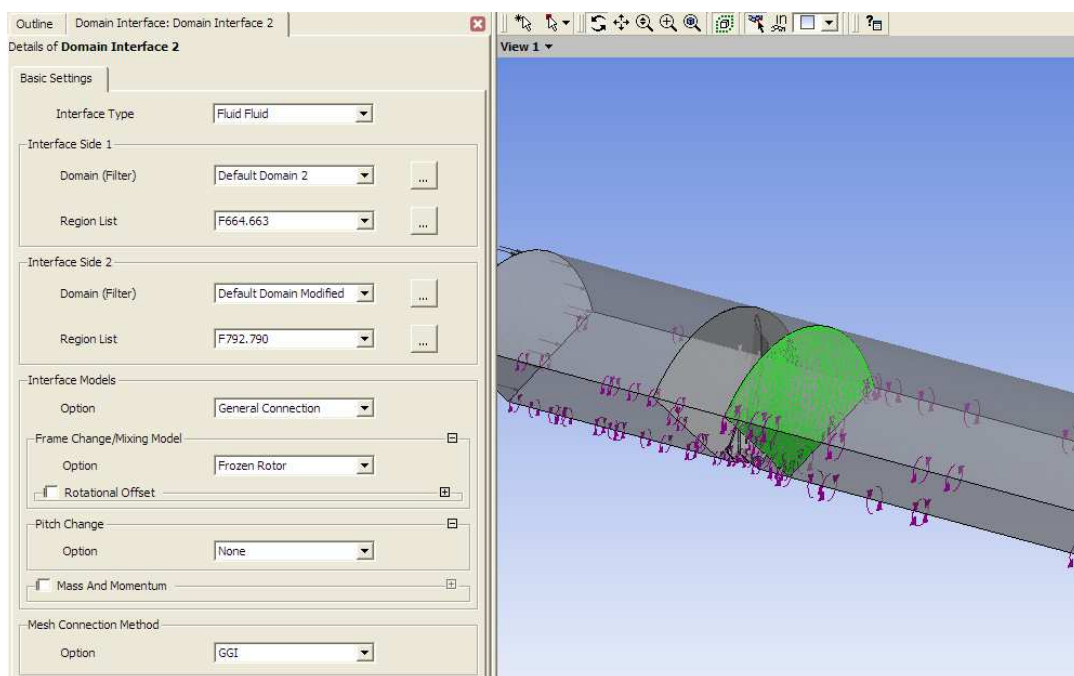 Outline Domain Interface: Domain Interface 2
Details of Domain Interface 2
Basic Settings
Interface Type Fluid Fluid
Interface Side 1
Domain (Filter) Default Domain 2 ...
Region List F664.663 ...
Interface Side 2
Domain (Filter) Default Domain Modified ...
Region List F792.790 ...
Interface Models
Option General Connection
Frame Change/Mixing Model
Option Frozen Rotor
Rotational Offset
Pitch Change
Option None
Mass And Momentum
Mesh Connection Method
Option GGI
View 1